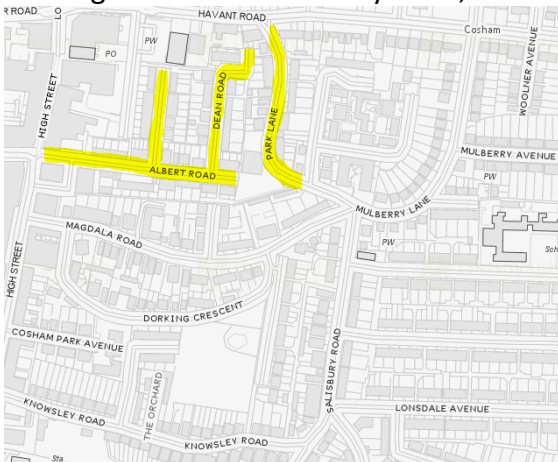 R ROAD
LO
HAVANT ROAD
Cosham
PW
PO
HIGH STREET
DEAN ROAD
WOOLNER AVENUE
PARK LANE
MULBERRY AVENUE
ALBERT ROAD
PW
MULBERRY LANE
MAGDALA ROAD
PW
Sch
HIGH STREET
DORKING CRESCENT
COSHAM PARK AVENUE
SALISBURY ROAD
THE ORCHARD
KNOWSLEY ROAD
LONSDALE AVENUE
KNOWSLEY ROAD
Sta